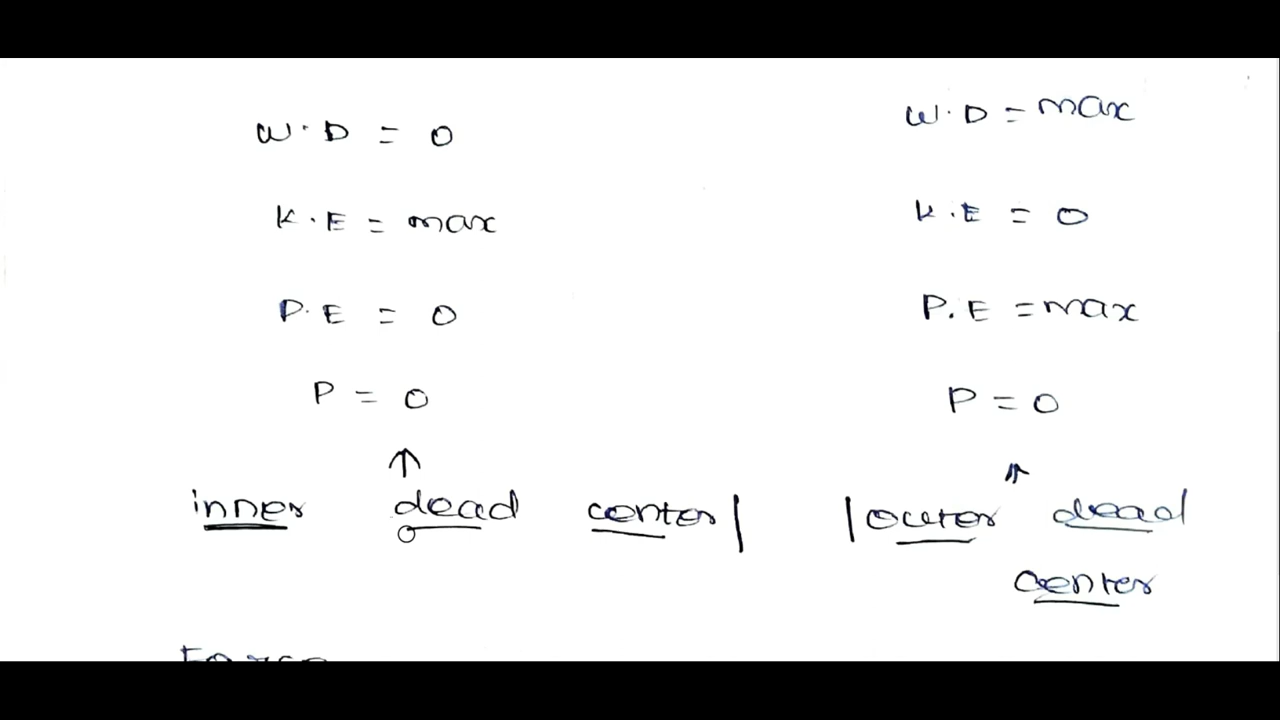 W.D = 0
K.E = max
P.E = 0
P = 0
↑
inner dead center |
W.D = max
K.E = 0
P.E = max
P = 0
↑
| outer dead
center